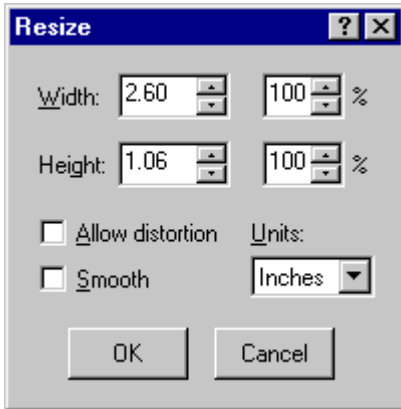 Resize
Width: 2.60 100 %
Height: 1.06 100 %
Allow distortion Units:
Smooth Inches
OK Cancel